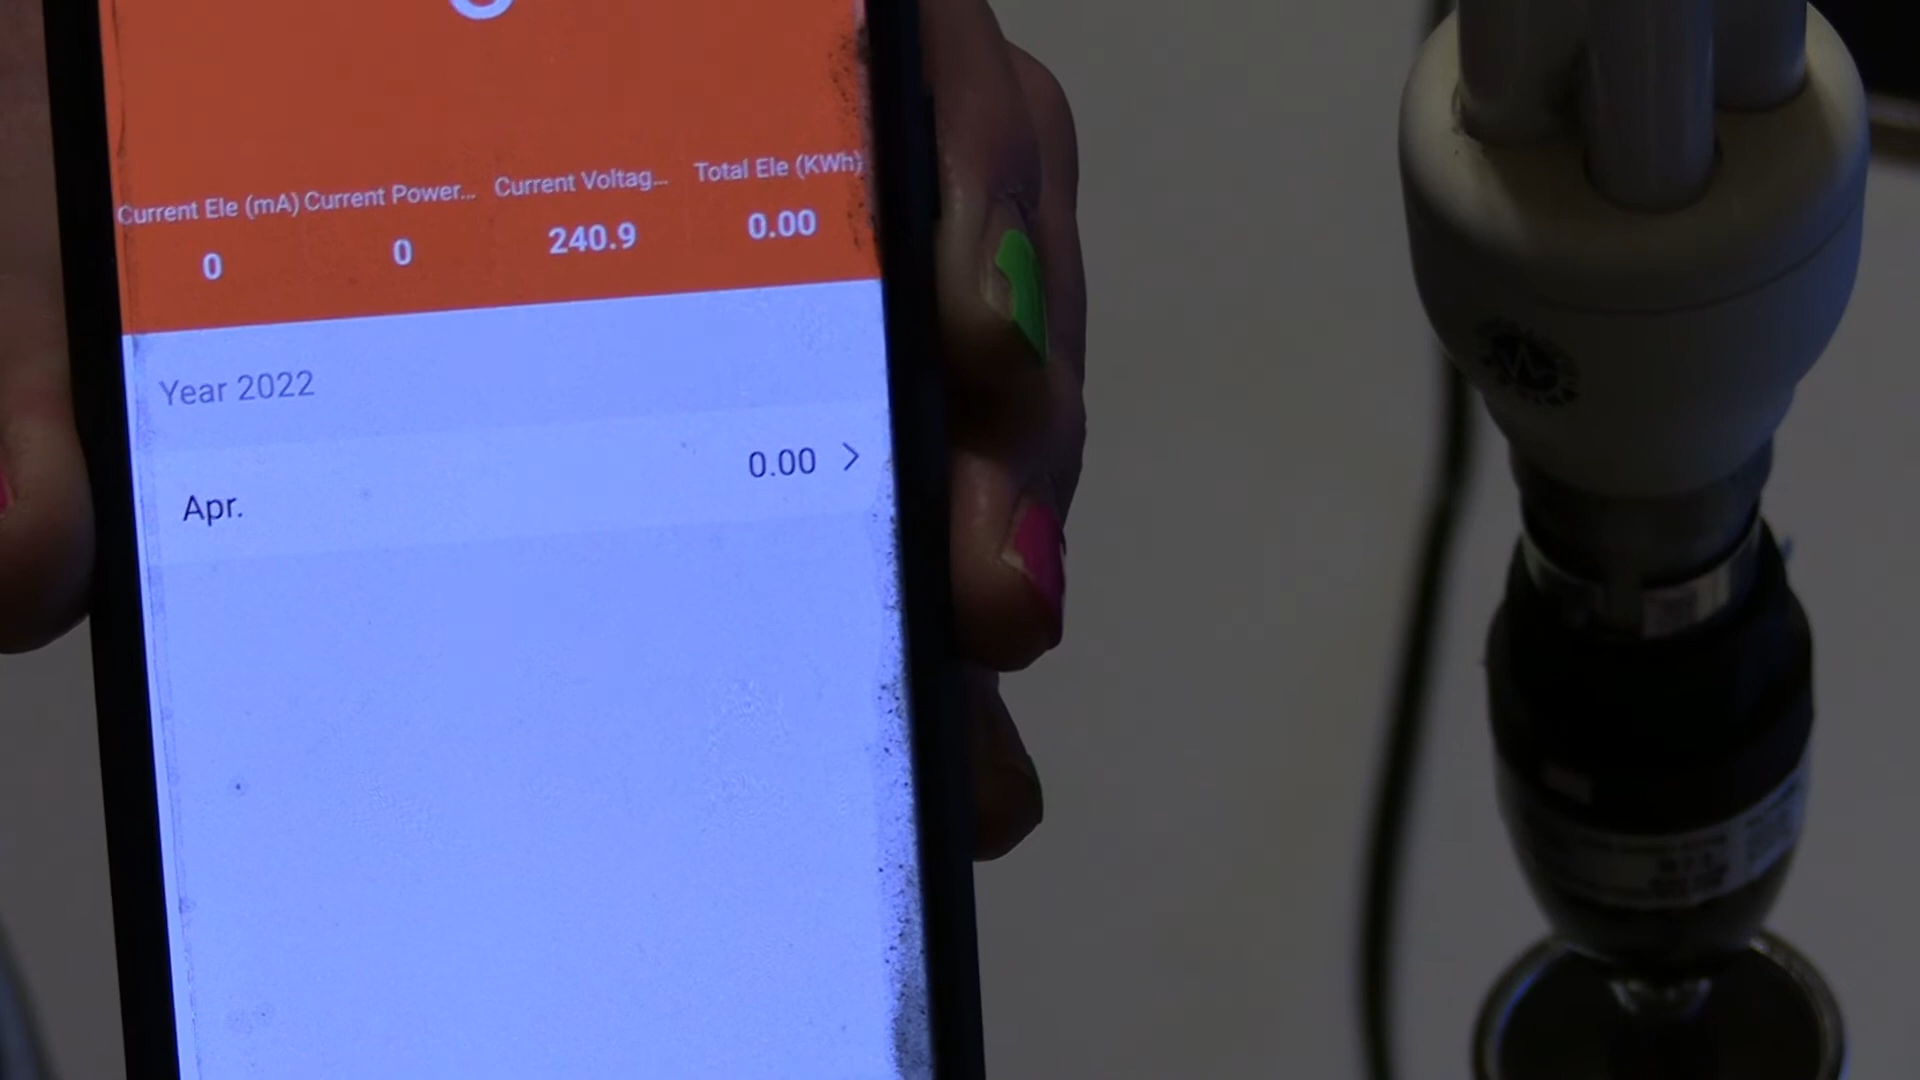 Current Ele (mA) Current Power... Current Voltag... Total Ele (KWh)
0 0 240.9 0.00
Year 2022
Apr. 0.00 >